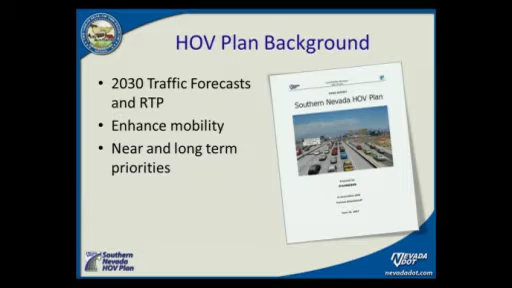 HOV Plan Background
• 2030 Traffic Forecasts
and RTP
• Enhance mobility
• Near and long term
priorities
Southern Nevada HOV Plan
Southern
Nevada
HOV Plan
NEVADA
DOT
nevadadot.com